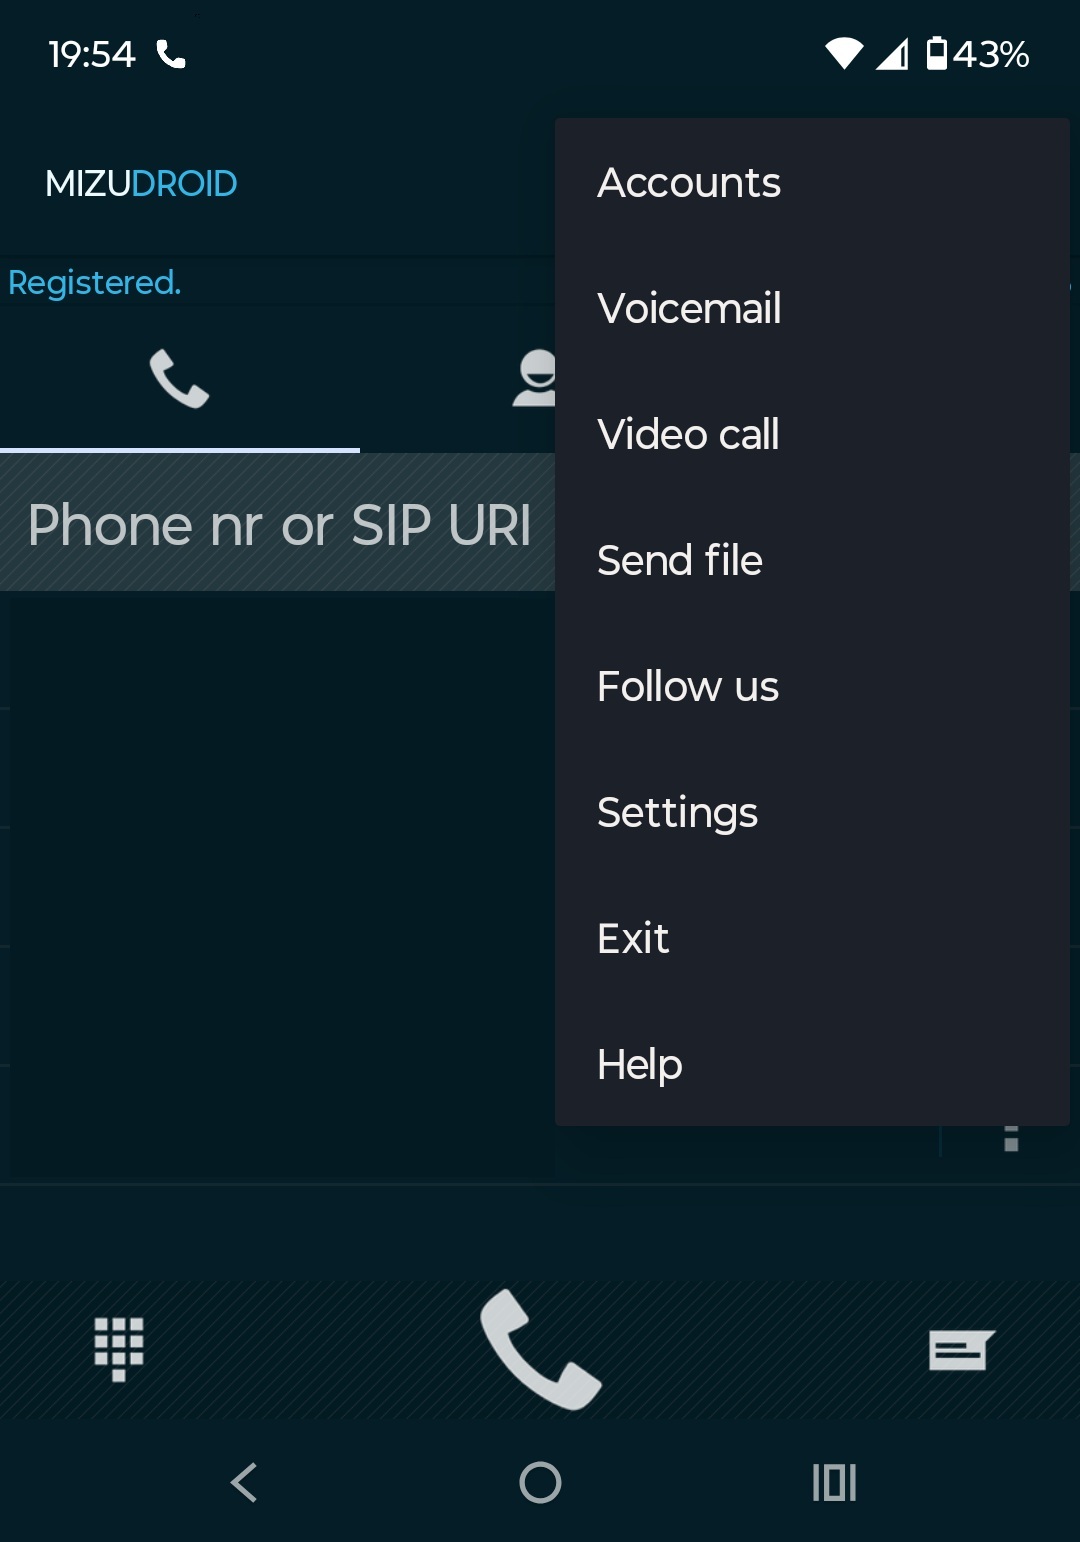 19:54
43%
MIZUDROID
Registered.
Phone nr or SIP URI
Accounts
Voicemail
Video call
Send file
Follow us
Settings
Exit
Help